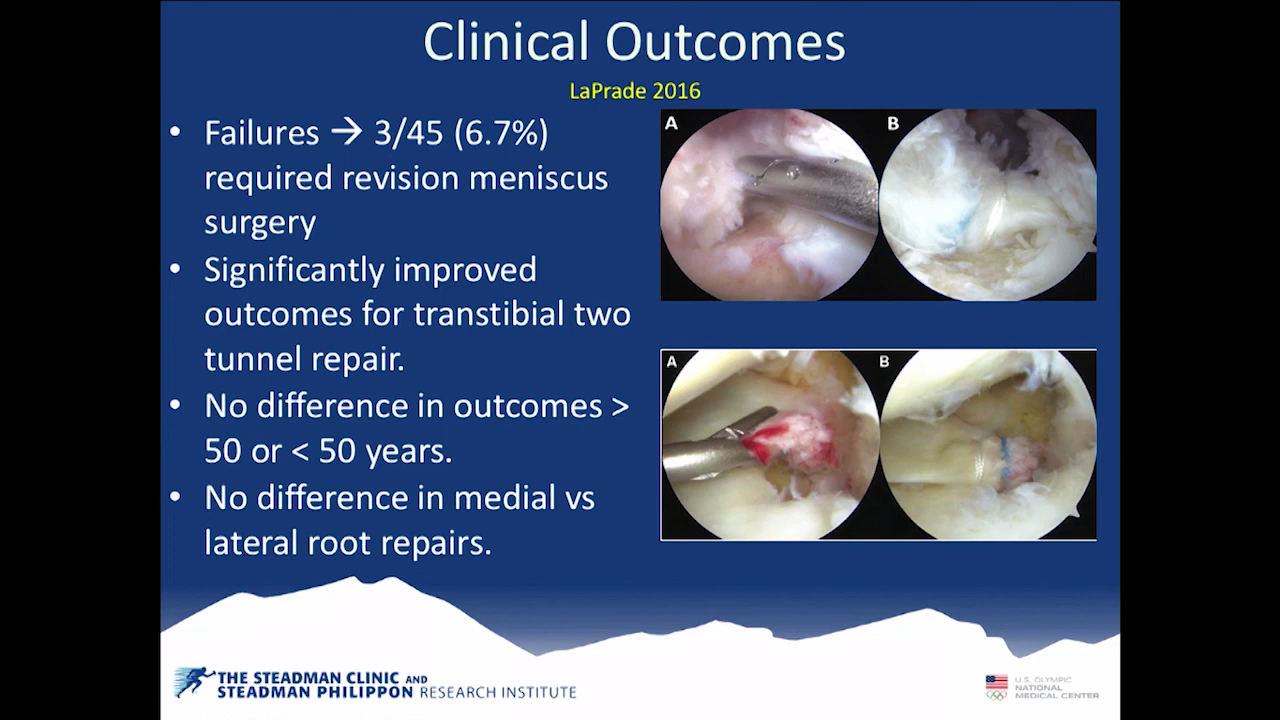 Clinical Outcomes
LaPrade 2016
• Failures → 3/45 (6.7%)
required revision meniscus
surgery
• Significantly improved
outcomes for transtibial two
tunnel repair.
• No difference in outcomes >
50 or < 50 years.
• No difference in medial vs
lateral root repairs.
A
B
A
B
THE STEADMAN CLINIC AND
STEADMAN PHILIPPON RESEARCH INSTITUTE
U.S. OLYMPIC
NATIONAL
MEDICAL CENTER